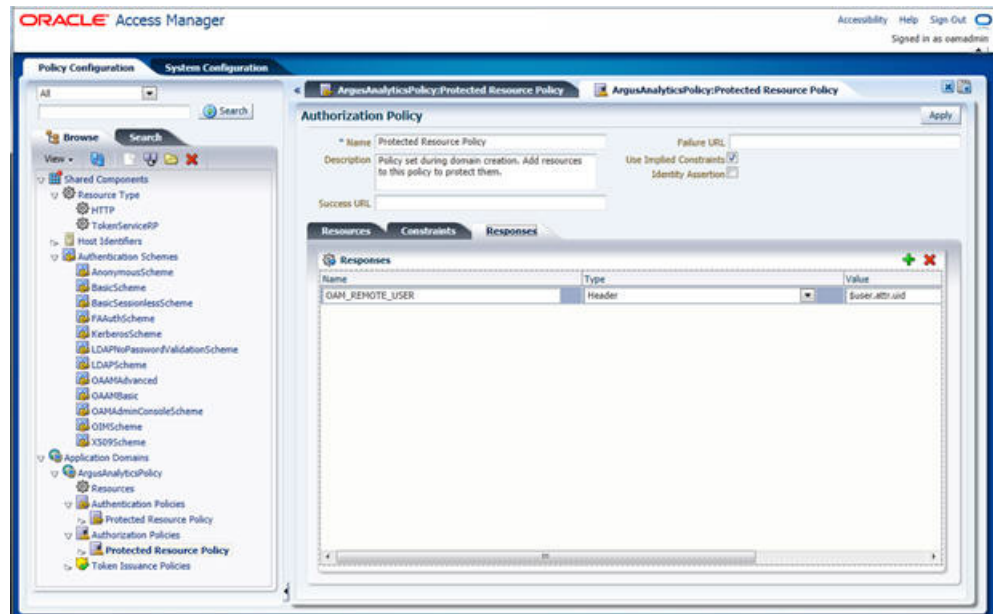 ORACLE Access Manager
Accessibility Help Sign Out
Signed in as oamadmin
Policy Configuration System Configuration
All
Search
Browse Search
View
Shared Components
Resource Type
HTTP
TokenServiceRP
Host Identifiers
Authentication Schemes
AnonymousScheme
BasicScheme
BasicSessionlessScheme
FAAuthScheme
KerberosScheme
LDAPNoPasswordValidationScheme
LDAPScheme
OAAMAdvanced
OAAMBasic
OAMAdminConsoleScheme
OIMScheme
X509Scheme
Application Domains
ArgusAnalyticsPolicy
Resources
Authentication Policies
Protected Resource Policy
Authorization Policies
Protected Resource Policy
Token Issuance Policies
ArgusAnalyticsPolicy:Protected Resource Policy ArgusAnalyticsPolicy:Protected Resource Policy
Authorization Policy Apply
* Name Protected Resource Policy Failure URL
Description Policy set during domain creation. Add resources Use Implied Constraints
to this policy to protect them. Identity Assertion
Success URL
Resources Constraints Responses
Responses
Name Type Value
OAM_REMOTE_USER Header $user.attr.uid